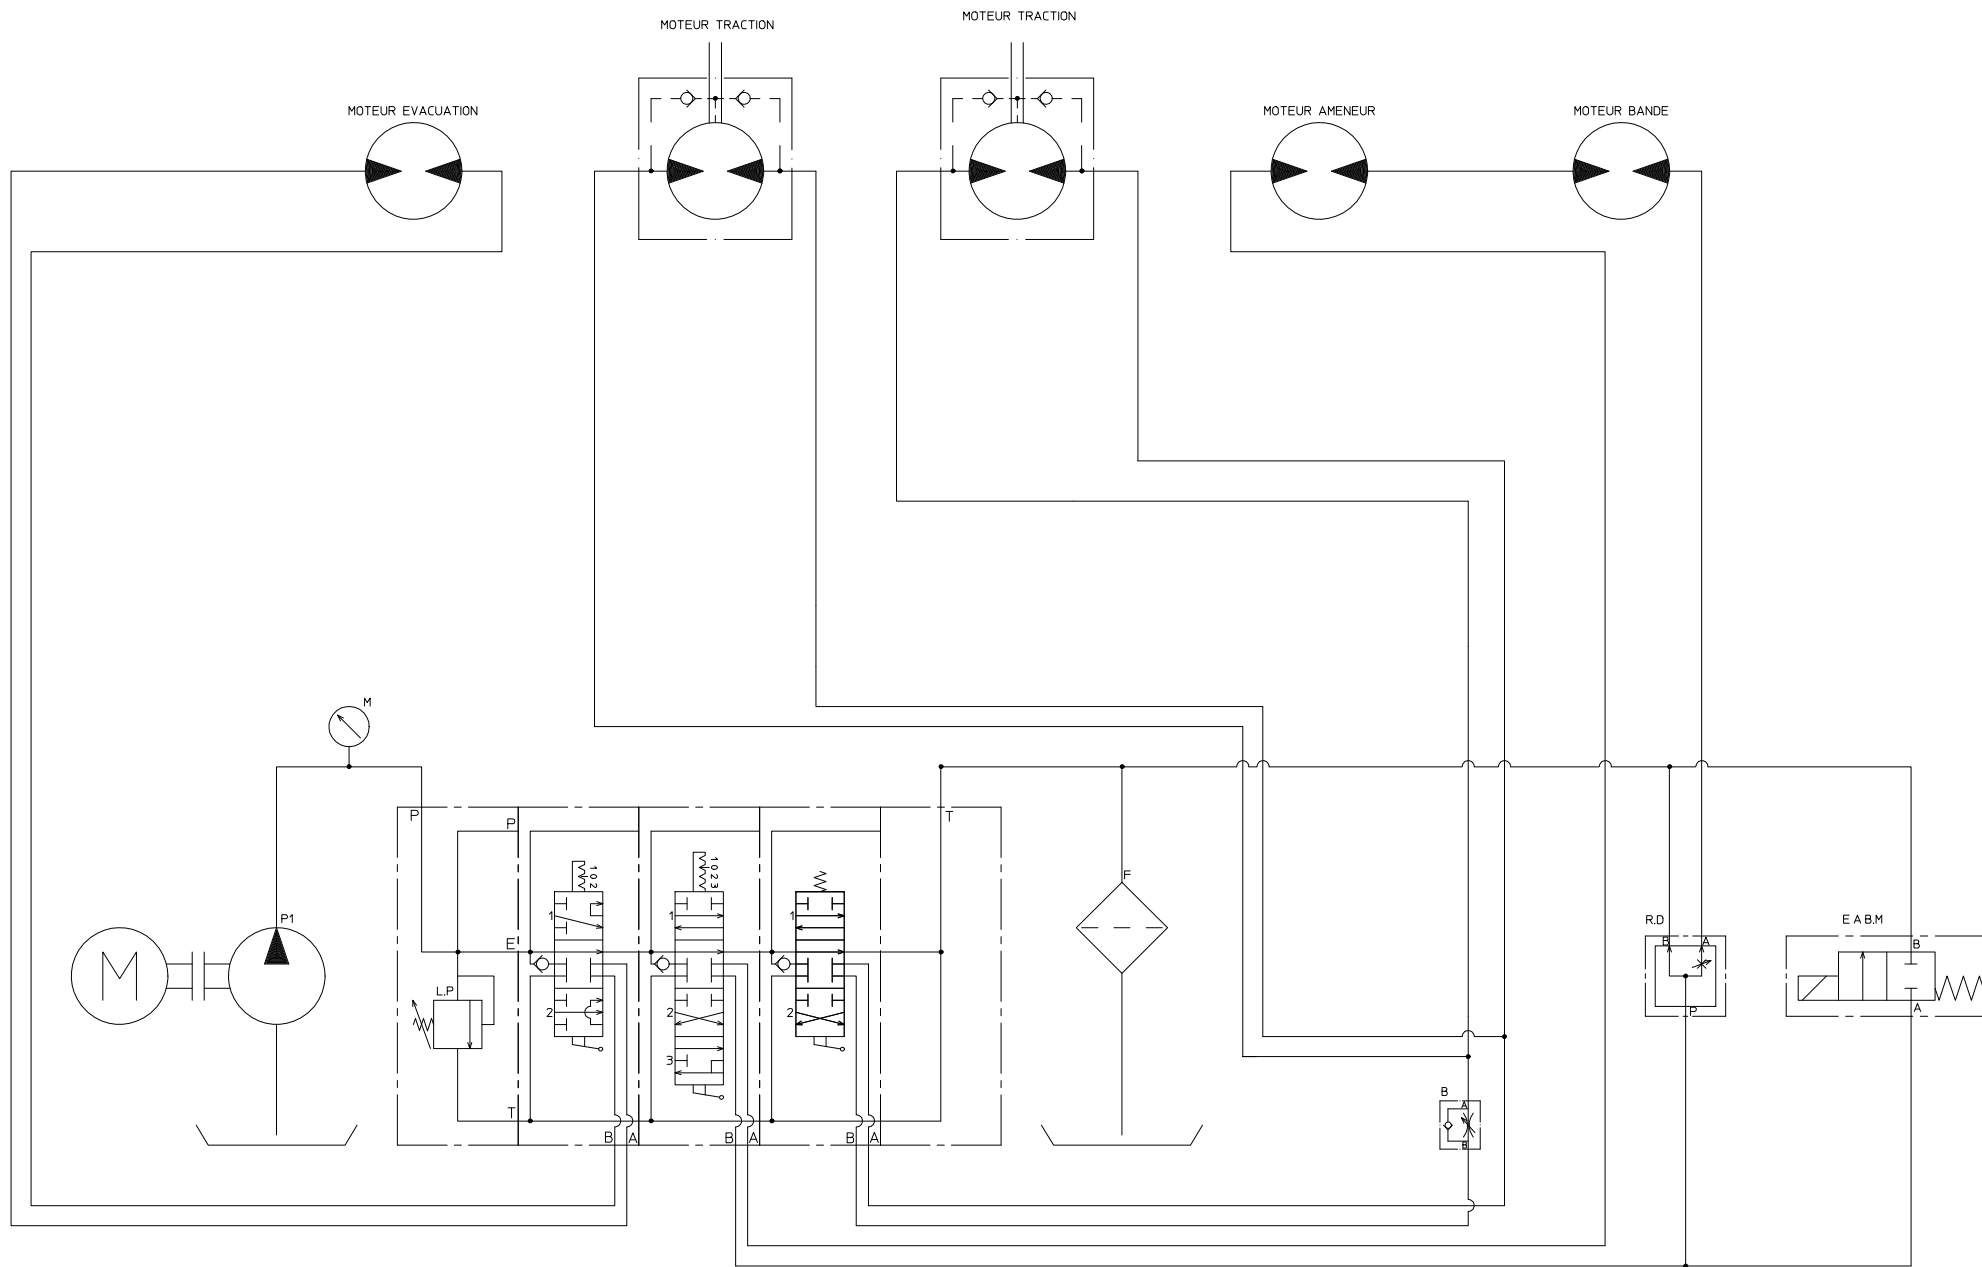 MOTEUR TRACTION
MOTEUR TRACTION
MOTEUR EVACUATION
MOTEUR AMENEUR
MOTEUR BANDE
M
P
T
P
1 0 2
1 0 2 3
F
1
1
1
P1
R.D
E A B.M
E
B
A
B
L.P
M
2
2
2
P
A
3
B
A
T
B
B
A
B
A
B
A